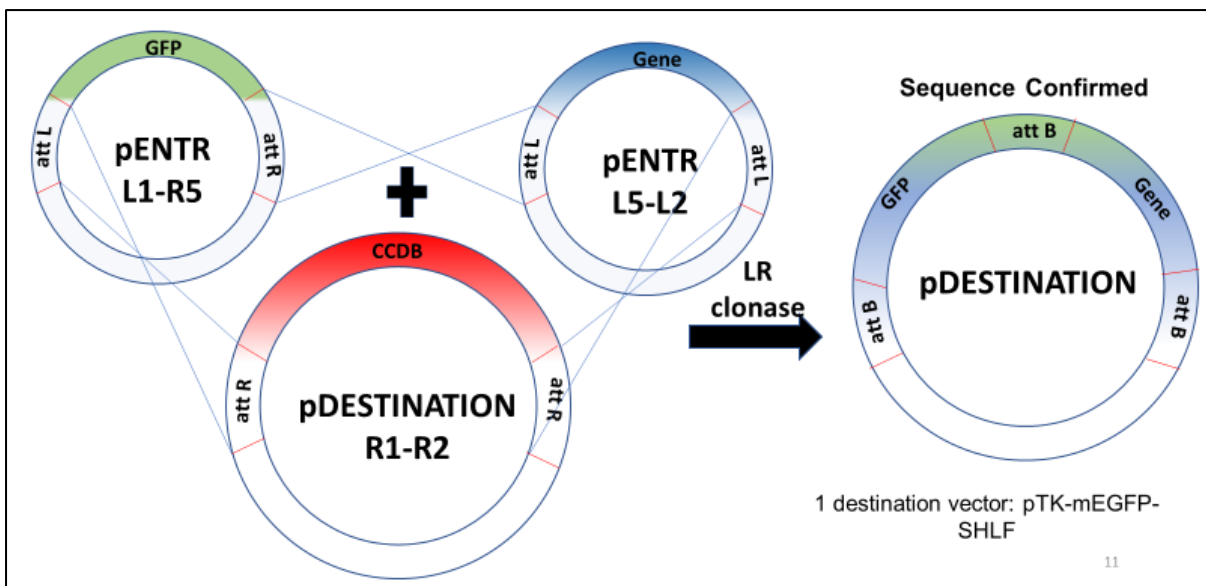 GFP
att L
att R
pENTR
L1-R5
Gene
att L
att L
pENTR
L5-L2
CCDB
att R
att R
pDESTINATION
R1-R2
LR
clonase
Sequence Confirmed
att B
GFP
Gene
att B
att B
pDESTINATION
1 destination vector: pTK-mEGFP-
SHLF
11